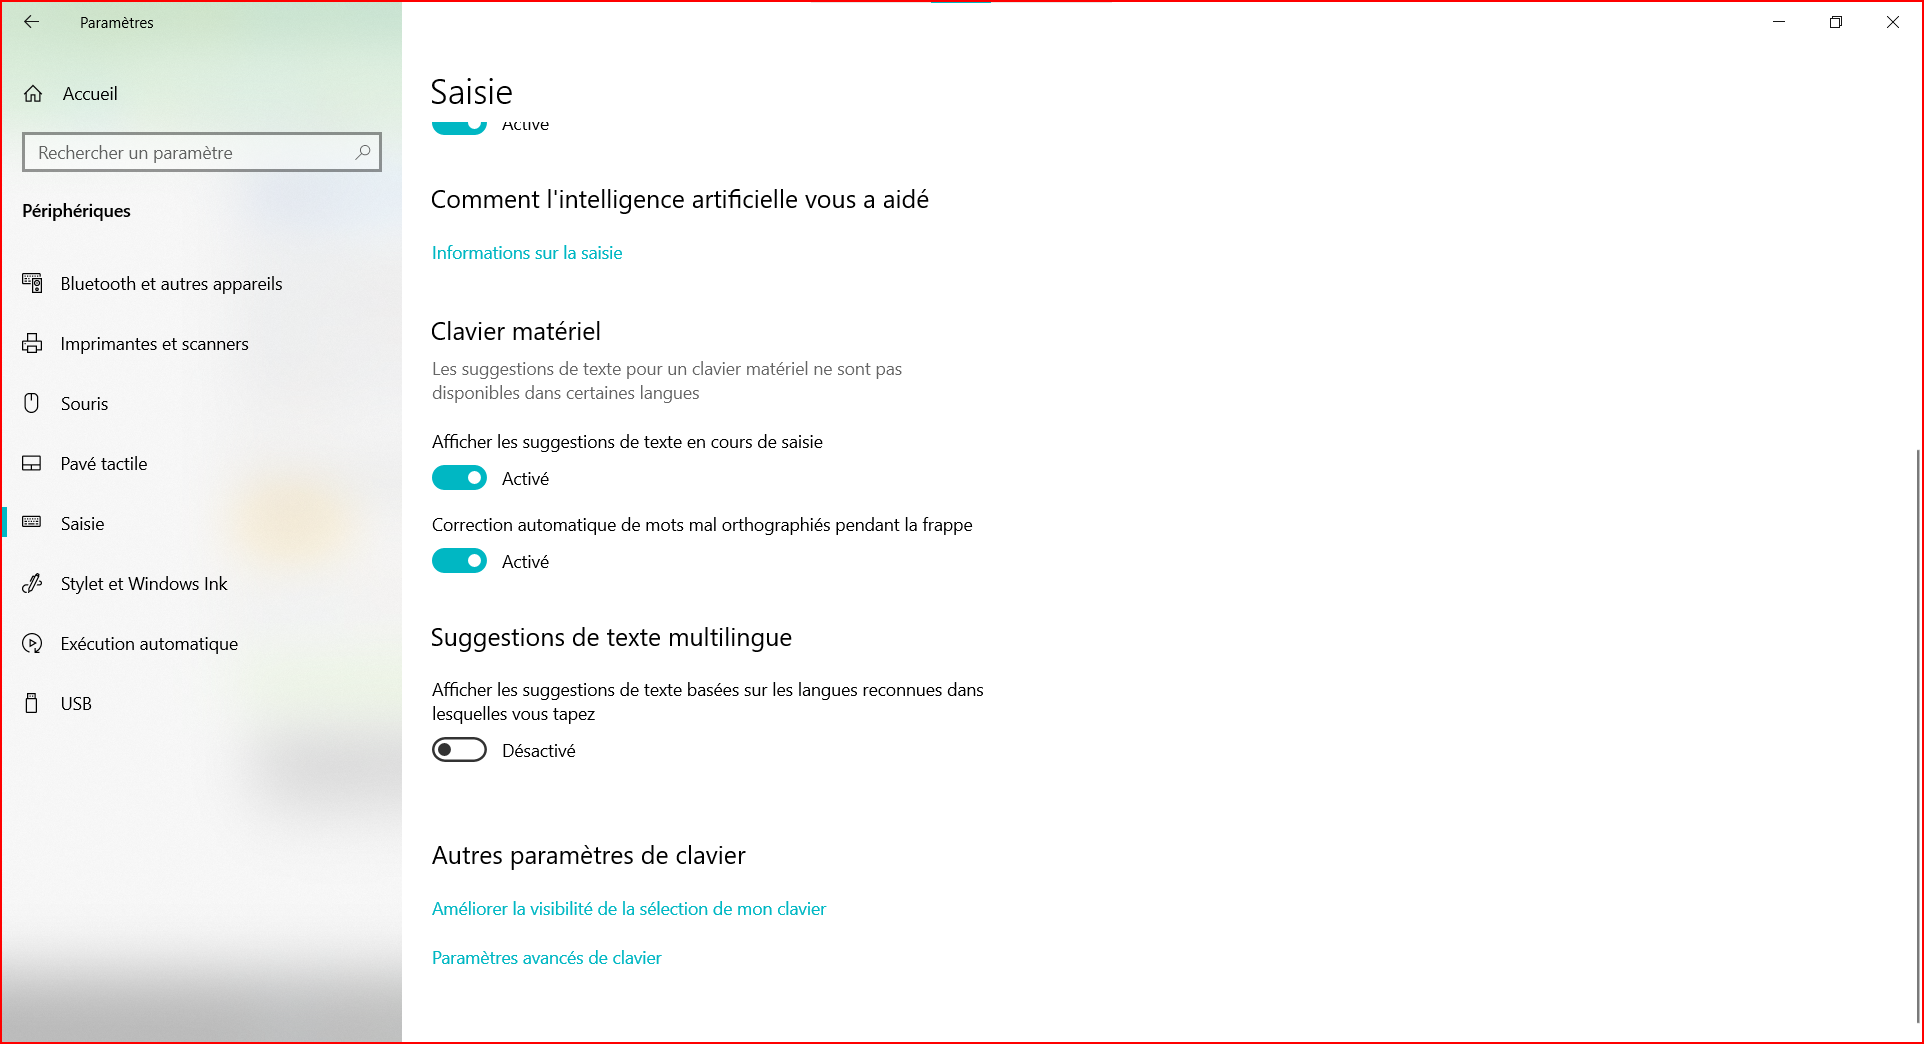 Paramètres
Accueil
Rechercher un paramètre
Périphériques
Bluetooth et autres appareils
Imprimantes et scanners
Souris
Pavé tactile
Saisie
Stylet et Windows Ink
Exécution automatique
USB
Saisie
Activé
Comment l'intelligence artificielle vous a aidé
Informations sur la saisie
Clavier matériel
Les suggestions de texte pour un clavier matériel ne sont pas
disponibles dans certaines langues
Afficher les suggestions de texte en cours de saisie
Activé
Correction automatique de mots mal orthographiés pendant la frappe
Activé
Suggestions de texte multilingue
Afficher les suggestions de texte basées sur les langues reconnues dans
lesquelles vous tapez
Désactivé
Autres paramètres de clavier
Améliorer la visibilité de la sélection de mon clavier
Paramètres avancés de clavier